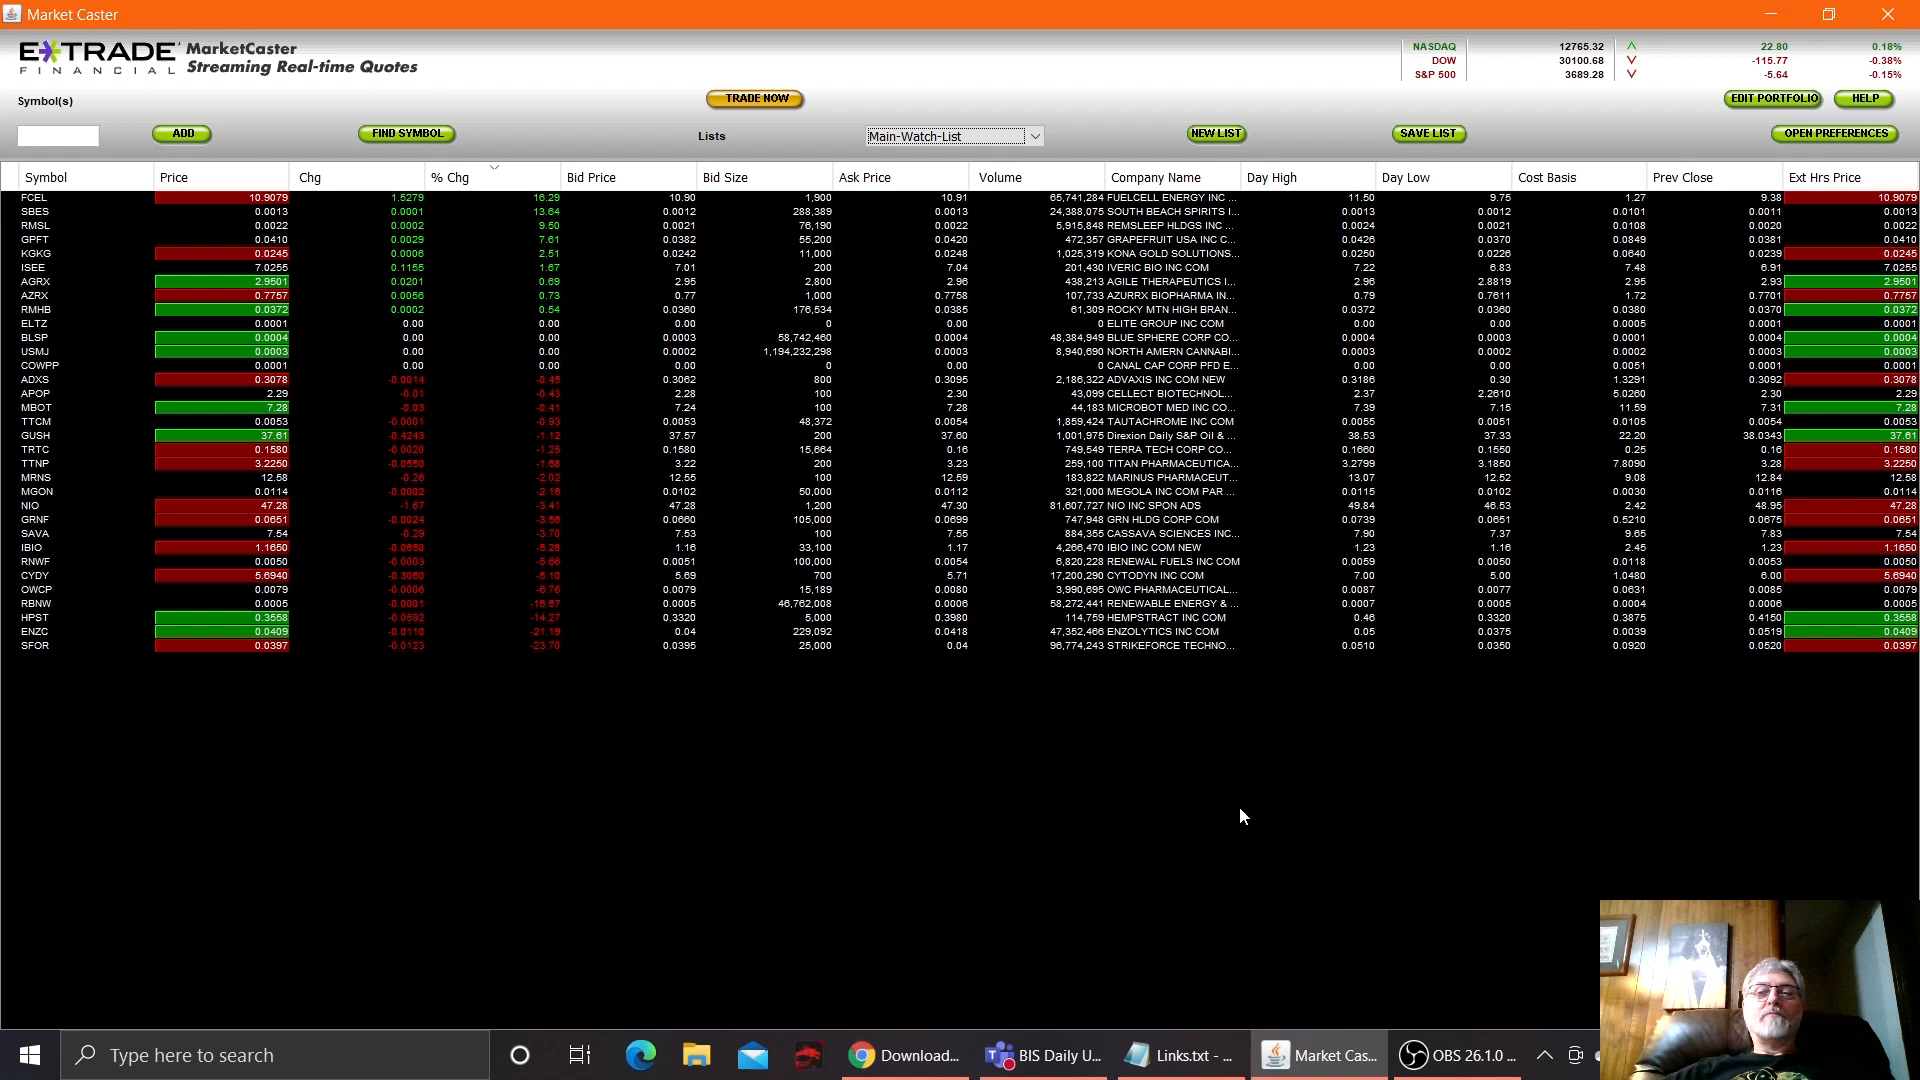 Market Caster
E*TRADE FINANCIAL MarketCaster
Streaming Real-time Quotes
NASDAQ 12765.32 22.80 0.18%
DOW 30100.68 -115.77 -0.38%
S&P 500 3689.28 -5.64 -0.15%
Symbol(s) TRADE NOW EDIT PORTFOLIO HELP
ADD FIND SYMBOL Lists Main-Watch-List NEW LIST SAVE LIST OPEN PREFERENCES
Symbol Price Chg % Chg Bid Price Bid Size Ask Price Volume Company Name Day High Day Low Cost Basis Prev Close Ext Hrs Price
FCEL 10.9079 1.5279 16.29 10.90 1,900 10.91 65,741,284 FUELCELL ENERGY INC ... 11.50 9.75 1.27 9.38 10.9079
SBES 0.0013 0.0001 13.64 0.0012 288,389 0.0013 24,388,075 SOUTH BEACH SPIRITS I... 0.0013 0.0012 0.0101 0.0011 0.0013
RMSL 0.0022 0.0002 9.50 0.0021 76,190 0.0022 5,915,848 REMSLEEP HLDGS INC ... 0.0024 0.0021 0.0108 0.0020 0.0022
GPFT 0.0410 0.0029 7.61 0.0382 55,200 0.0420 472,357 GRAPEFRUIT USA INC C... 0.0426 0.0370 0.0849 0.0381 0.0410
KGKG 0.0245 0.0006 2.51 0.0242 11,000 0.0248 1,025,319 KONA GOLD SOLUTIONS... 0.0250 0.0226 0.0640 0.0239 0.0245
ISEE 7.0255 0.1155 1.67 7.01 200 7.04 201,430 IVERIC BIO INC COM 7.22 6.83 7.48 6.91 7.0255
AGRX 2.9501 0.0201 0.69 2.95 2,800 2.96 438,213 AGILE THERAPEUTICS I... 2.96 2.8819 2.95 2.93 2.9501
AZRX 0.7757 0.0056 0.73 0.77 1,000 0.7758 107,733 AZURRX BIOPHARMA IN... 0.79 0.7611 1.72 0.7701 0.7757
RMHB 0.0372 0.0002 0.54 0.0360 176,534 0.0385 61,309 ROCKY MTN HIGH BRAN... 0.0372 0.0360 0.0380 0.0370 0.0372
ELTZ 0.0001 0.00 0.00 0.00 0 0.00 0 ELITE GROUP INC COM 0.00 0.00 0.0005 0.0001 0.0001
BLSP 0.0004 0.00 0.00 0.0003 58,742,460 0.0004 48,384,949 BLUE SPHERE CORP CO... 0.0004 0.0003 0.0001 0.0004 0.0004
USMJ 0.0003 0.00 0.00 0.0002 1,194,232,298 0.0003 8,940,690 NORTH AMERN CANNABI... 0.0003 0.0002 0.0002 0.0003 0.0003
COWPP 0.0001 0.00 0.00 0.00 0 0.00 0 CANAL CAP CORP PFD E... 0.00 0.00 0.0051 0.0001 0.0001
ADXS 0.3078 -0.0014 -0.45 0.3062 800 0.3095 2,186,322 ADVAXIS INC COM NEW 0.3186 0.30 1.3291 0.3092 0.3078
APOP 2.29 -0.01 -0.43 2.28 100 2.30 43,099 CELLECT BIOTECHNOL... 2.37 2.2610 5.0260 2.30 2.29
MBOT 7.28 -0.03 -0.41 7.24 100 7.28 44,183 MICROBOT MED INC CO... 7.39 7.15 11.59 7.31 7.28
TTCM 0.0053 -0.0001 -0.93 0.0053 48,372 0.0054 1,859,424 TAUTACHROME INC COM 0.0055 0.0051 0.0105 0.0054 0.0053
GUSH 37.61 -0.4243 -1.12 37.57 200 37.60 1,001,975 Direxion Daily S&P Oil & ... 38.53 37.33 22.20 38.0343 37.61
TRTC 0.1580 -0.0020 -1.25 0.1580 15,664 0.16 749,549 TERRA TECH CORP CO... 0.1660 0.1550 0.25 0.16 0.1580
TTNP 3.2250 -0.0550 -1.68 3.22 200 3.23 259,100 TITAN PHARMACEUTICA... 3.2799 3.1850 7.8090 3.28 3.2250
MRNS 12.58 -0.26 -2.02 12.55 100 12.59 183,822 MARINUS PHARMACEUT... 13.07 12.52 9.08 12.84 12.58
MGON 0.0114 -0.0002 -2.16 0.0102 50,000 0.0112 321,000 MEGOLA INC COM PAR ... 0.0115 0.0102 0.0030 0.0116 0.0114
NIO 47.28 -1.67 -3.41 47.28 1,200 47.30 81,607,727 NIO INC SPON ADS 49.84 46.53 2.42 48.95 47.28
GRNF 0.0651 -0.0024 -3.56 0.0660 105,000 0.0699 747,948 GRN HLDG CORP COM 0.0739 0.0651 0.5210 0.0675 0.0651
SAVA 7.54 -0.29 -3.70 7.53 100 7.55 884,355 CASSAVA SCIENCES INC... 7.90 7.37 9.65 7.83 7.54
IBIO 1.1650 -0.0650 -5.28 1.16 33,100 1.17 4,266,470 IBIO INC COM NEW 1.23 1.16 2.45 1.23 1.1650
RNWF 0.0050 -0.0003 -5.66 0.0051 100,000 0.0054 6,820,228 RENEWAL FUELS INC COM 0.0059 0.0050 0.0118 0.0053 0.0050
CYDY 5.6940 -0.3060 -5.10 5.69 700 5.71 17,200,290 CYTODYN INC COM 7.00 5.00 1.0480 6.00 5.6940
OWCP 0.0079 -0.0006 -6.76 0.0079 15,189 0.0080 3,990,695 OWC PHARMACEUTICAL... 0.0087 0.0077 0.0631 0.0085 0.0079
RBNW 0.0005 -0.0001 -16.67 0.0005 46,762,008 0.0006 58,272,441 RENEWABLE ENERGY & ... 0.0007 0.0005 0.0004 0.0006 0.0005
HPST 0.3558 -0.0592 -14.27 0.3320 5,000 0.3980 114,759 HEMPSTRACT INC COM 0.46 0.3320 0.3875 0.4150 0.3558
ENZC 0.0409 -0.0110 -21.19 0.04 229,092 0.0418 47,352,466 ENZOLYTICS INC COM 0.05 0.0375 0.0039 0.0519 0.0409
SFOR 0.0397 -0.0123 -23.70 0.0395 25,000 0.04 96,774,243 STRIKEFORCE TECHNO... 0.0510 0.0350 0.0920 0.0520 0.0397
Type here to search Download... BIS Daily U... Links.txt - ... Market Cas... OBS 26.1.0 ...